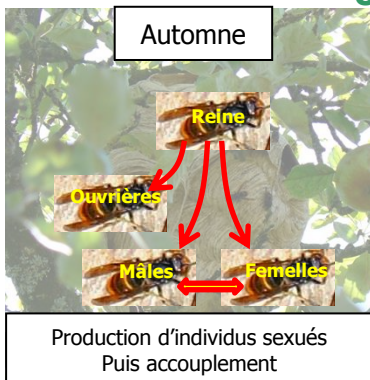 Automne
Reine
Ouvrières
Mâles
Femelles
Production d'individus sexués
Puis accouplement